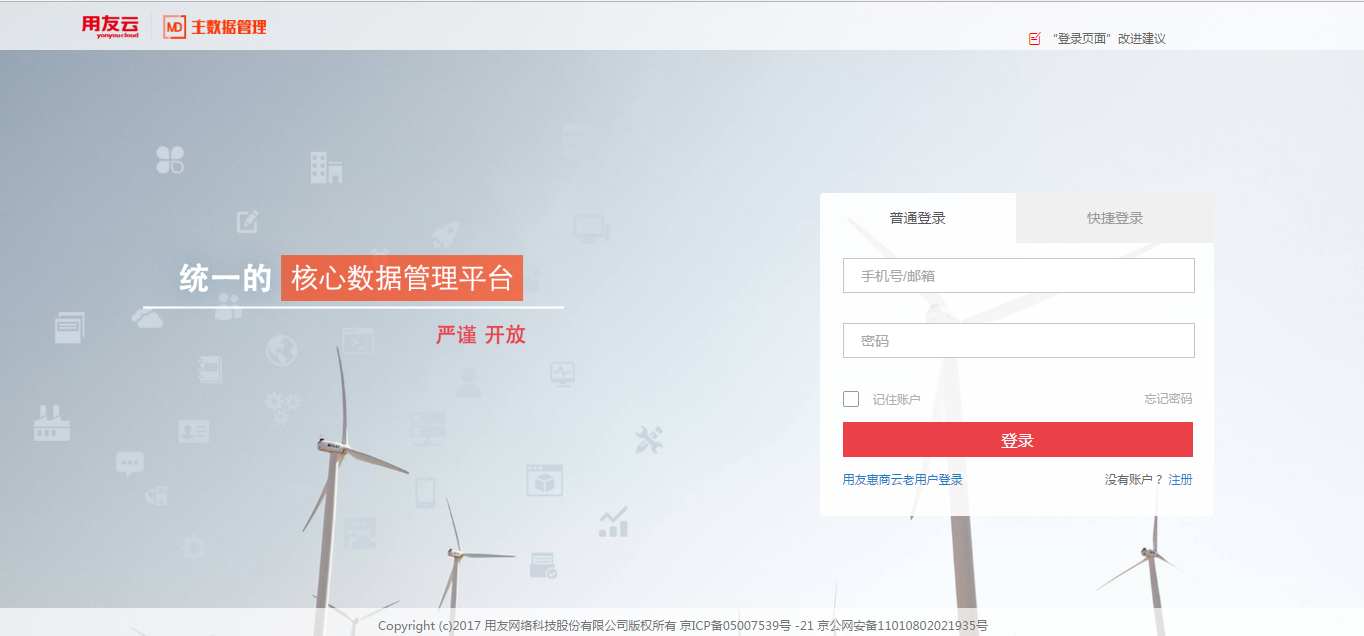 用友云
yonyoucloud
MD 主数据管理
“登录页面”改进建议
统一的 核心数据管理平台
严谨 开放
普通登录
快捷登录
手机号/邮箱
密码
记住账户
忘记密码
登录
用友惠商云老用户登录
没有账户？注册
Copyright (c)2017 用友网络科技股份有限公司版权所有 京ICP备05007539号 -21 京公网安备11010802021935号